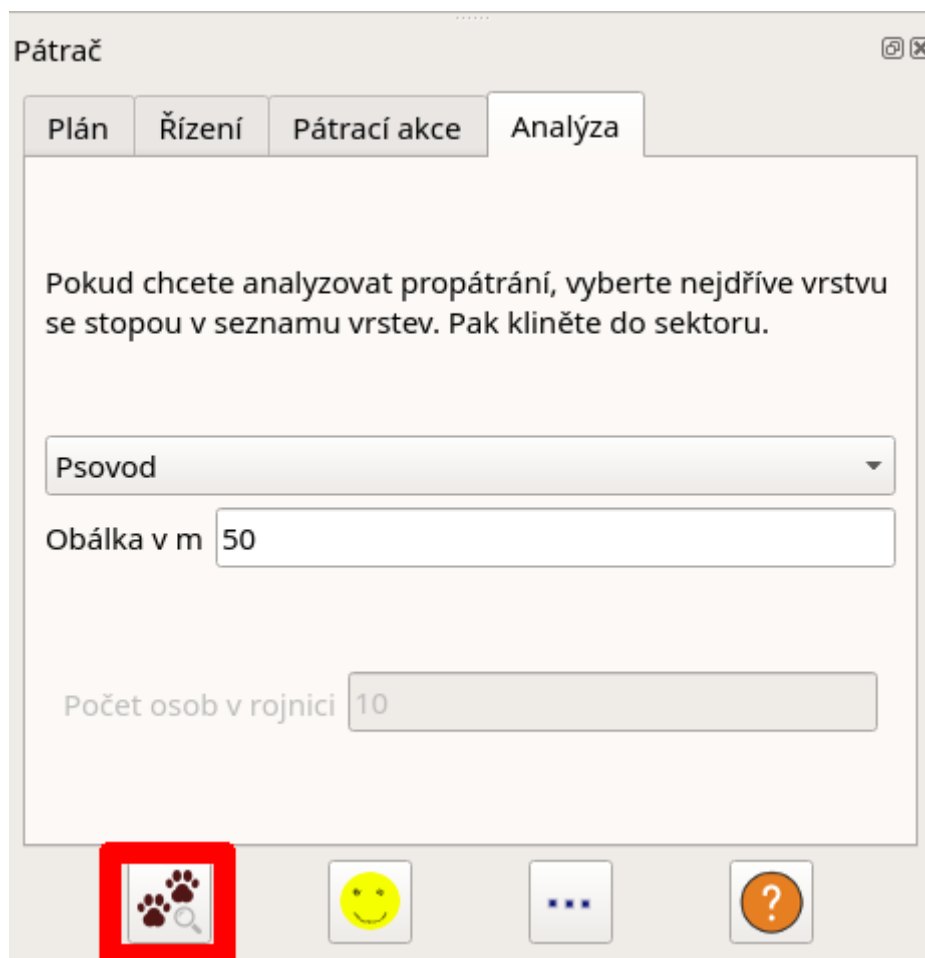 Pátrač
Plán
Řízení
Pátrací akce
Analýza
Pokud chcete analyzovat propátrání, vyberte nejdříve vrstvu
se stopou v seznamu vrstev. Pak kliněte do sektoru.
Psovod
Obálka v m 50
Počet osob v rojnici 10
...
?